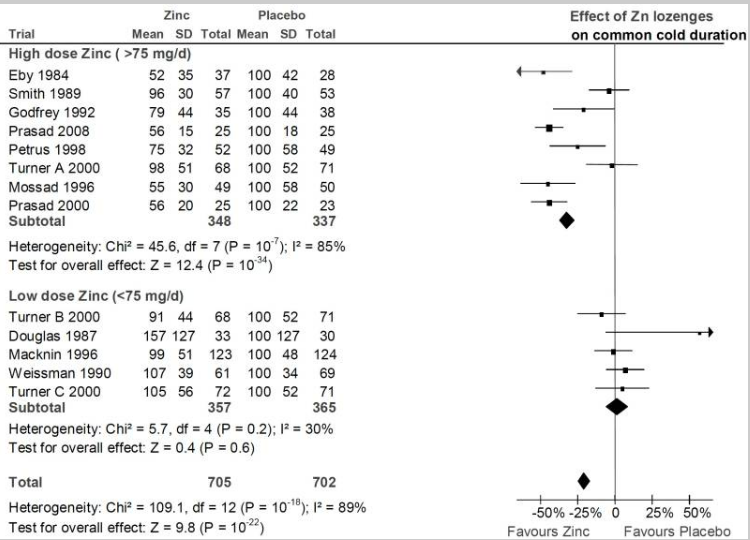 Zinc Placebo Effect of Zn lozenges
Trial Mean SD Total Mean SD Total on common cold duration
High dose Zinc ( >75 mg/d)
Eby 1984 52 35 37 100 42 28
Smith 1989 96 30 57 100 40 53
Godfrey 1992 79 44 35 100 44 38
Prasad 2008 56 15 25 100 18 25
Petrus 1998 75 32 52 100 58 49
Turner A 2000 98 51 68 100 52 71
Mossad 1996 55 30 49 100 58 50
Prasad 2000 56 20 25 100 22 23
Subtotal 348 337
Heterogeneity: Chi² = 45.6, df = 7 (P = 10⁻⁷); I² = 85%
Test for overall effect: Z = 12.4 (P = 10⁻³⁴)
Low dose Zinc (<75 mg/d)
Turner B 2000 91 44 68 100 52 71
Douglas 1987 157 127 33 100 127 30
Macknin 1996 99 51 123 100 48 124
Weissman 1990 107 39 61 100 34 69
Turner C 2000 105 56 72 100 52 71
Subtotal 357 365
Heterogeneity: Chi² = 5.7, df = 4 (P = 0.2); I² = 30%
Test for overall effect: Z = 0.4 (P = 0.6)
Total 705 702
Heterogeneity: Chi² = 109.1, df = 12 (P = 10⁻¹⁸); I² = 89%
Test for overall effect: Z = 9.8 (P = 10⁻²²)
-50% -25% 0 25% 50%
Favours Zinc Favours Placebo